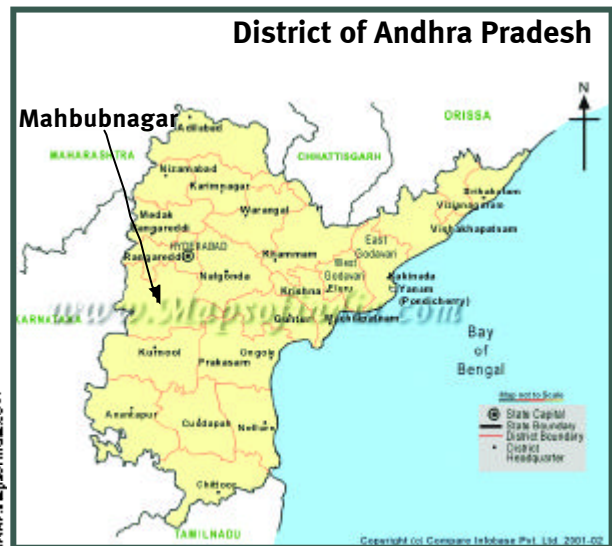 District of Andhra Pradesh
N
ORISSA
Mahbubnagar
Adilabad
MAHARASHTRA
CHHATTISGARH
Nizamabad
Karimnagar
Srikakulam
Vizianagaram
Warangal
Medak
Rangareddi
Vishakhapatnam
HYDERABAD
East
Godavari
Rangareddi
Khammam
West
Godavari
Nalgonda
Kakinada
Krishna
Eluru
Yanam
(Pondicherry)
www.MapsofIndia.com
KARNATAKA
Guntur
Machilipatnam
Bay
of
Bengal
Kurnool
Ongole
Prakasam
Map not to Scale
State Capital
State Boundary
District Boundary
District
Headquarter
Anantapur
Cuddapah
Nellore
Chittoor
TAMILNADU
Copyright (c) Compare Infobase Pvt. Ltd. 2001-02